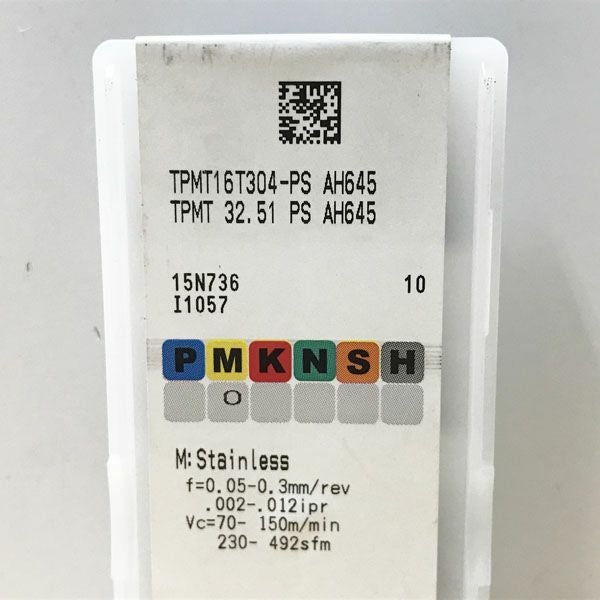 TPMT16T304-PS AH645
TPMT 32.51 PS AH645
15N736 10
I1057
P M K N S H
O
M:Stainless
f=0.05-0.3mm/rev
.002-.012ipr
Vc=70- 150m/min
230- 492sfm